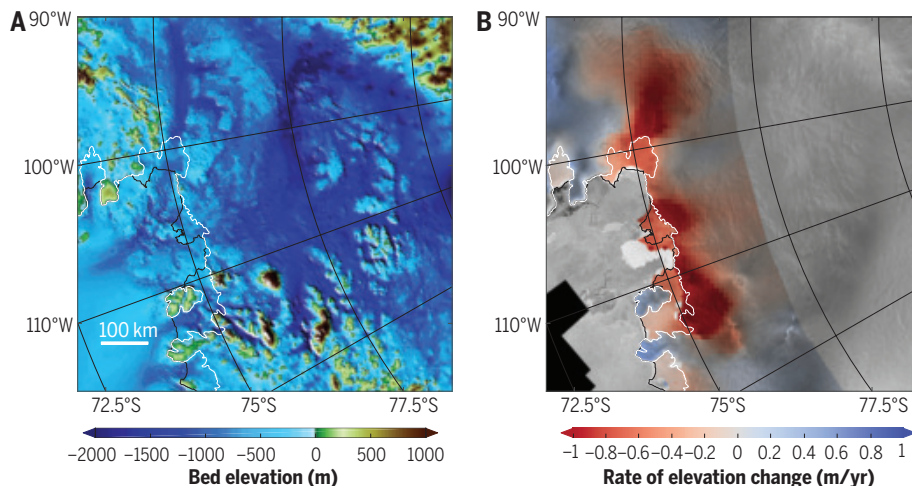 A
90°W
100°W
110°W
100 km
72.5°S
75°S
77.5°S
−2000 −1500 −1000 −500 0 500 1000
Bed elevation (m)
B
90°W
100°W
110°W
72.5°S
75°S
77.5°S
−1 −0.8 −0.6 −0.4 −0.2 0 0.2 0.4 0.6 0.8 1
Rate of elevation change (m/yr)